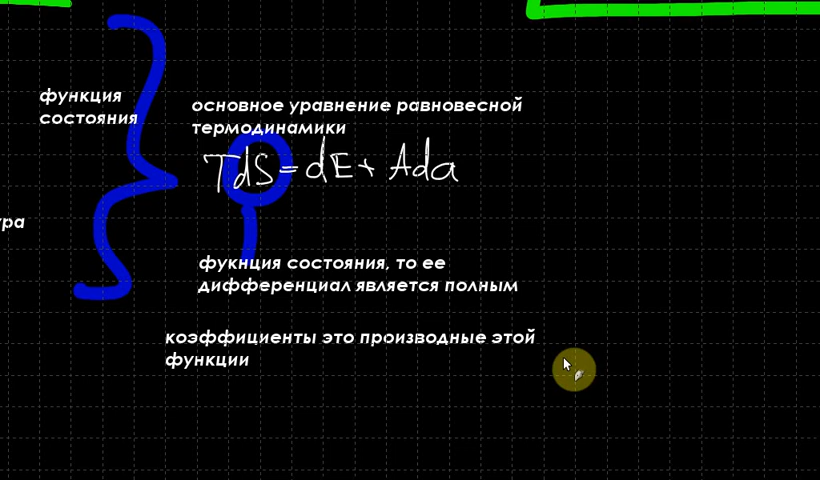 функция
состояния
основное уравнение равновесной
термодинамики
TdS = dE + Ada
ура
фукнция состояния, то ее
дифференциал является полным
коэффициенты это производные этой
функции